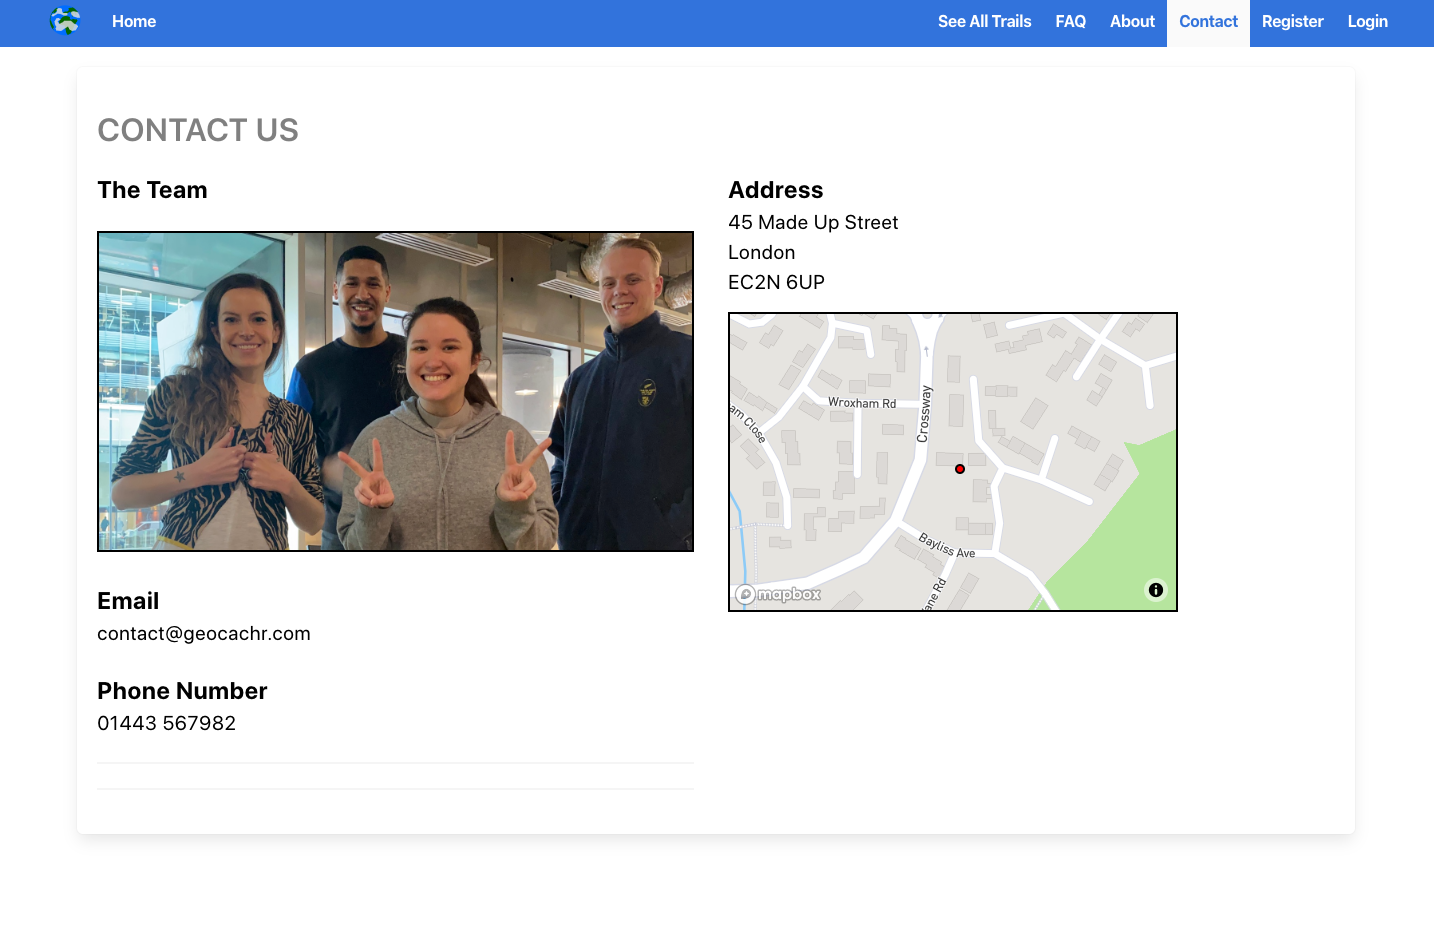 Home
See All Trails
FAQ
About
Contact
Register
Login
CONTACT US
The Team
Email
contact@geocachr.com
Phone Number
01443 567982
Address
45 Made Up Street
London
EC2N 6UP
Wroxham Rd
Crossway
am Close
Bayliss Ave
ane Rd
mapbox